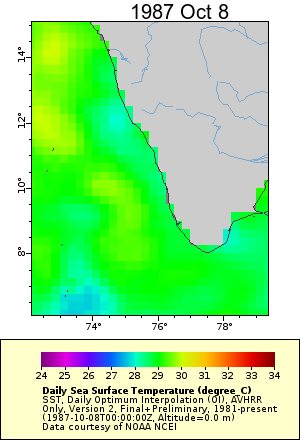 1987 Oct 8
14°
12°
10°
8°
74°
76°
78°
24 25 26 27 28 29 30 31 32 33 34
Daily Sea Surface Temperature (degree_C)
SST, Daily Optimum Interpolation (OI), AVHRR
Only, Version 2, Final+Preliminary, 1981-present
(1987-10-08T00:00:00Z, Altitude=0.0 m)
Data courtesy of NOAA NCEI